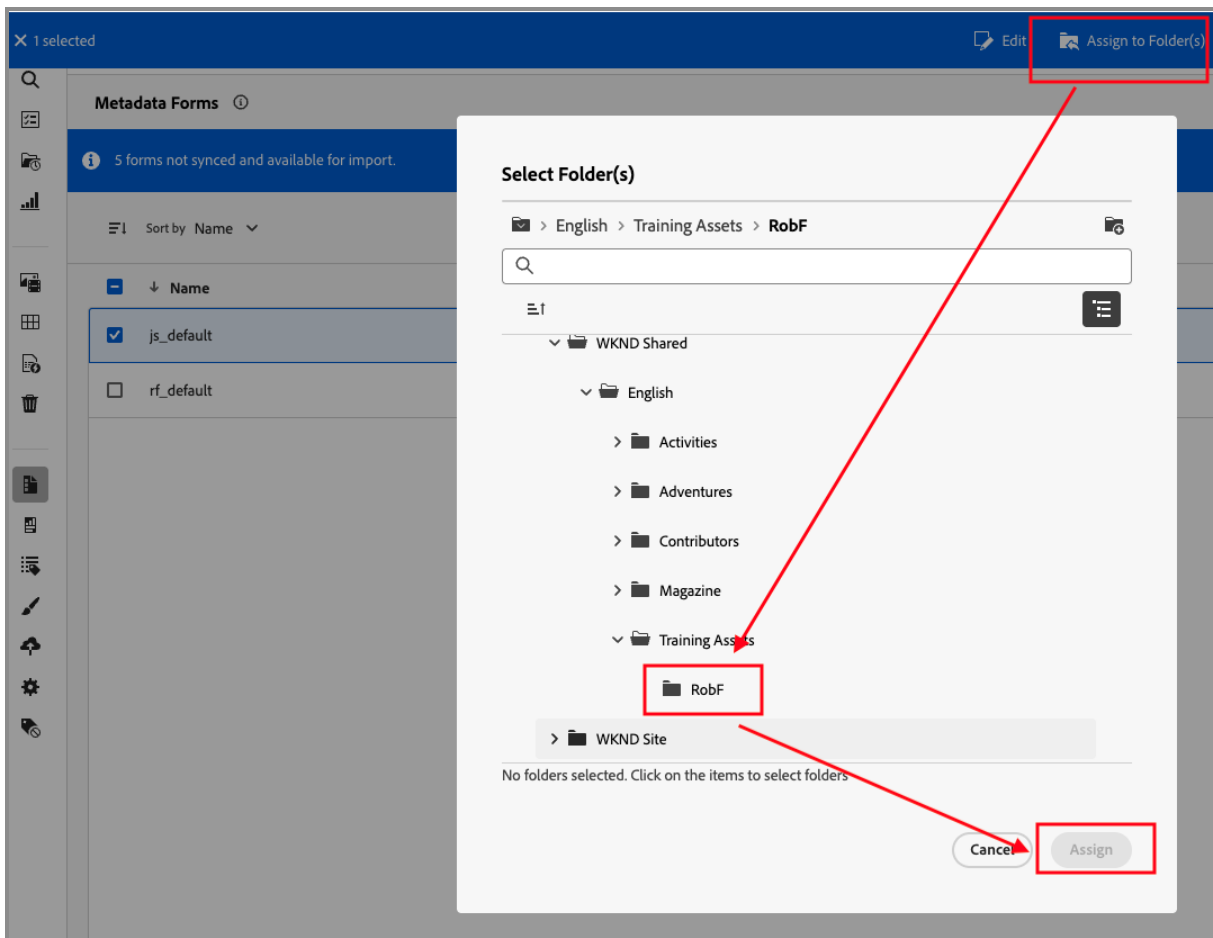 1 selected
Edit
Assign to Folder(s)
Metadata Forms
5 forms not synced and available for import.
Sort by Name
Name
js_default
rf_default
Select Folder(s)
English > Training Assets > RobF
WKND Shared
English
Activities
Adventures
Contributors
Magazine
Training Assets
RobF
WKND Site
No folders selected. Click on the items to select folders
Cancel
Assign